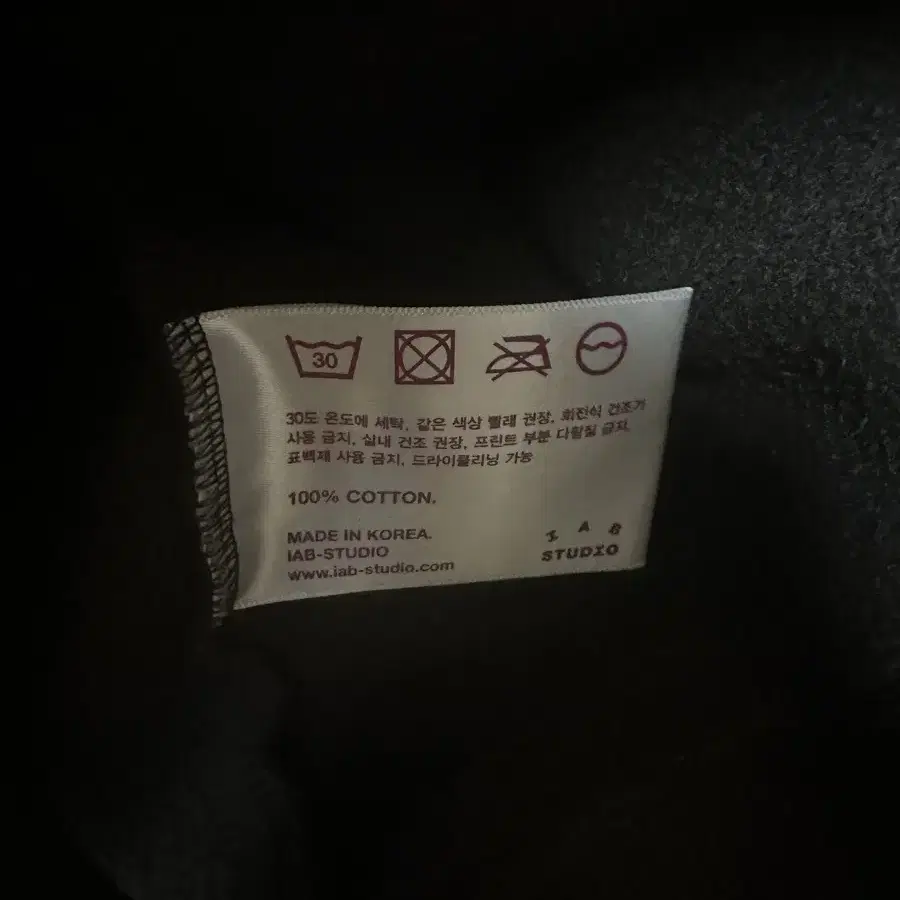 30
30도 온도에 세탁, 같은 색상 빨래 권장, 회전식 건조기
사용 금지, 실내 건조 권장, 프린트 부분 다림질 금지,
표백제 사용 금지, 드라이클리닝 가능
100% COTTON.
MADE IN KOREA.
IAB-STUDIO
www.iab-studio.com
IAB
STUDIO